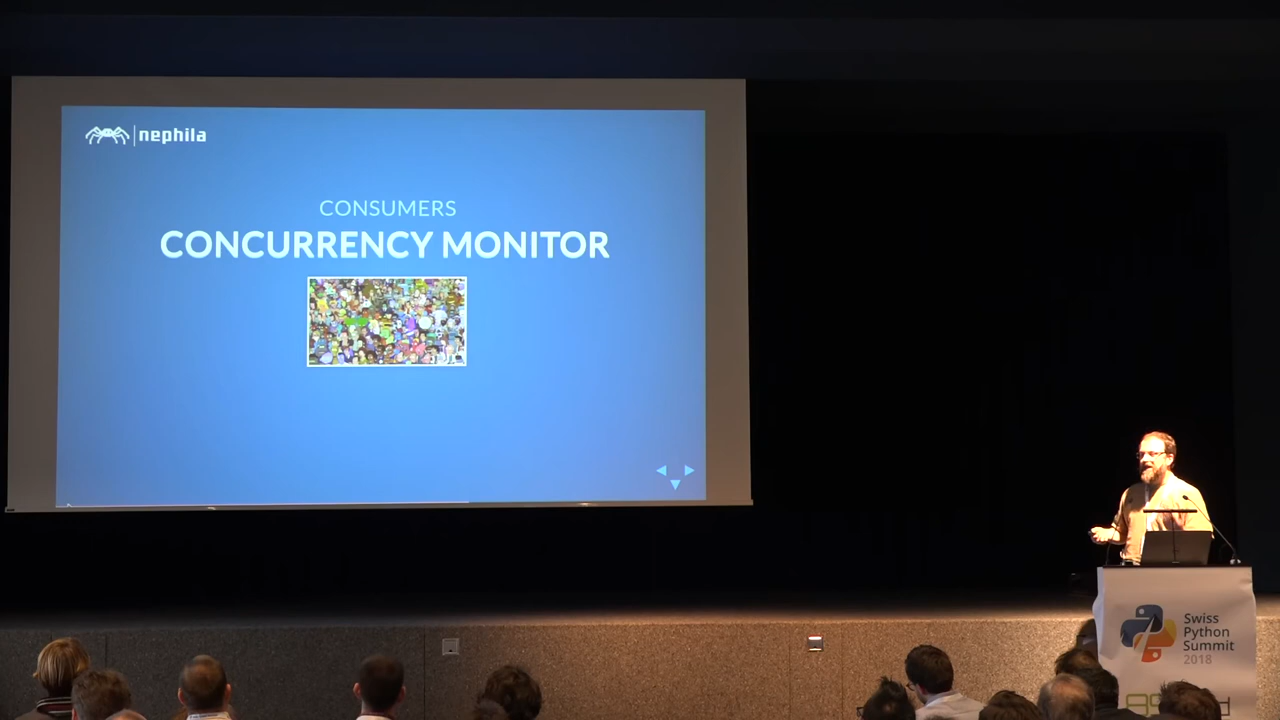 nephila
CONSUMERS
CONCURRENCY MONITOR
Swiss
Python
Summit
2018